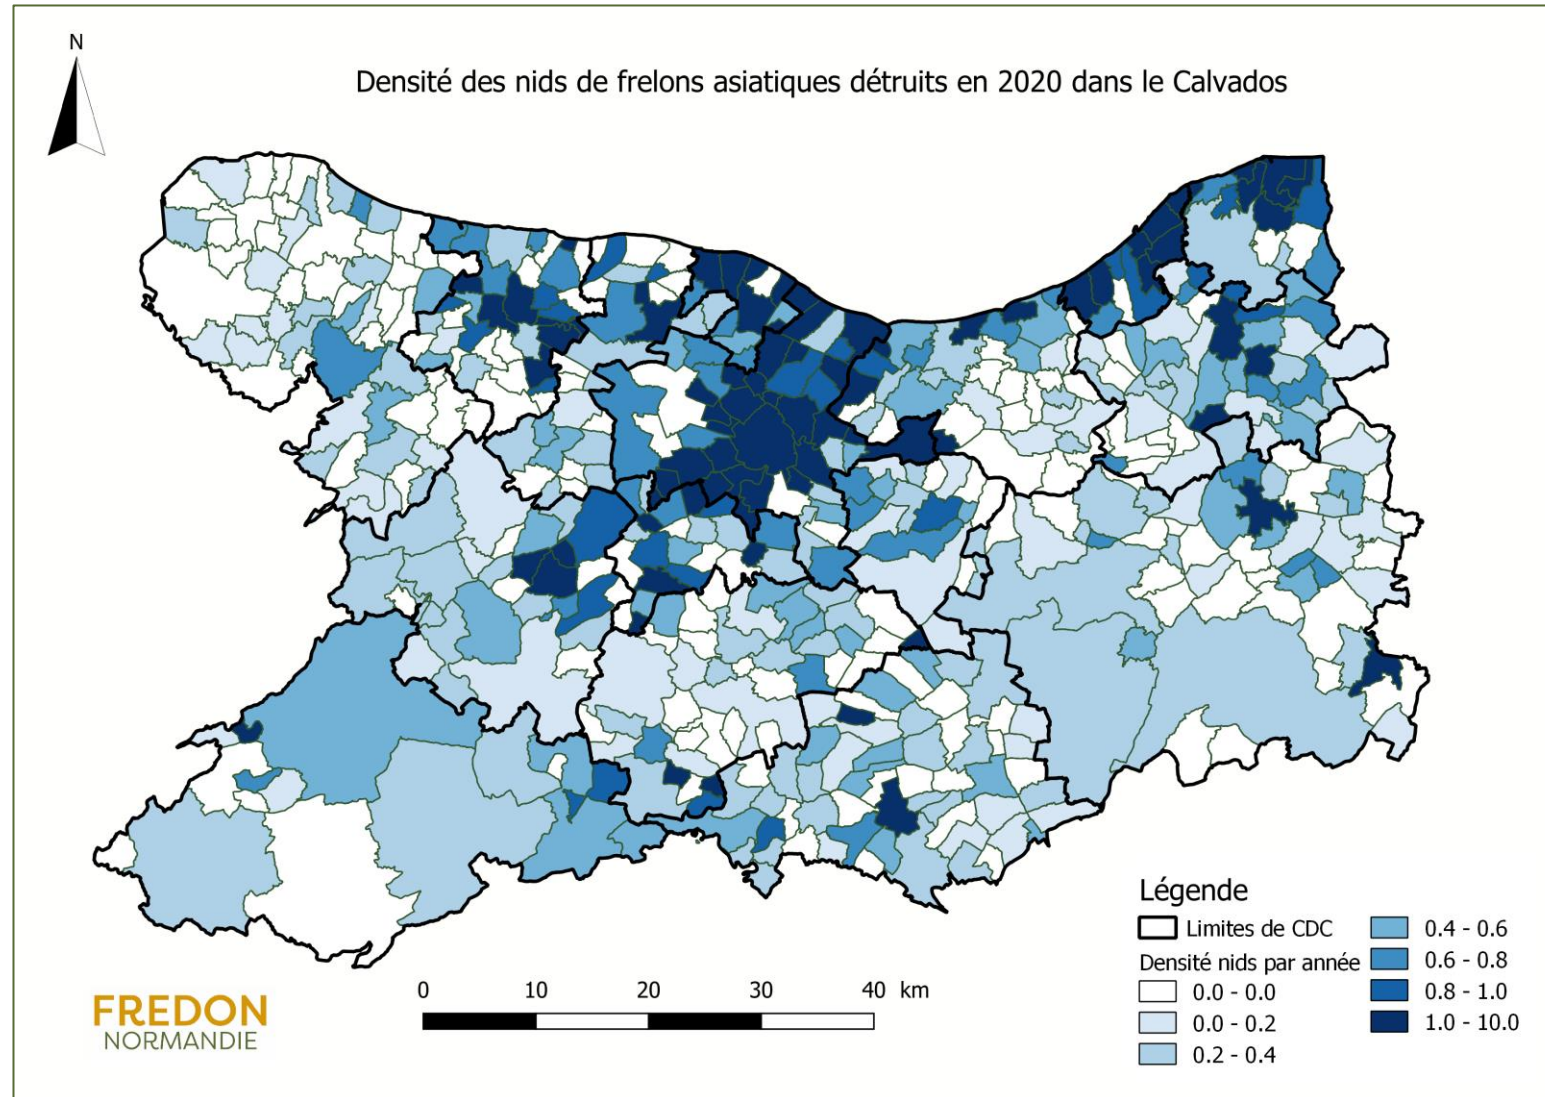 N
Densité des nids de frelons asiatiques détruits en 2020 dans le Calvados
Légende
Limites de CDC
Densité nids par année
0.0 - 0.0
0.0 - 0.2
0.2 - 0.4
0.4 - 0.6
0.6 - 0.8
0.8 - 1.0
1.0 - 10.0
0 10 20 30 40 km
FREDON
NORMANDIE